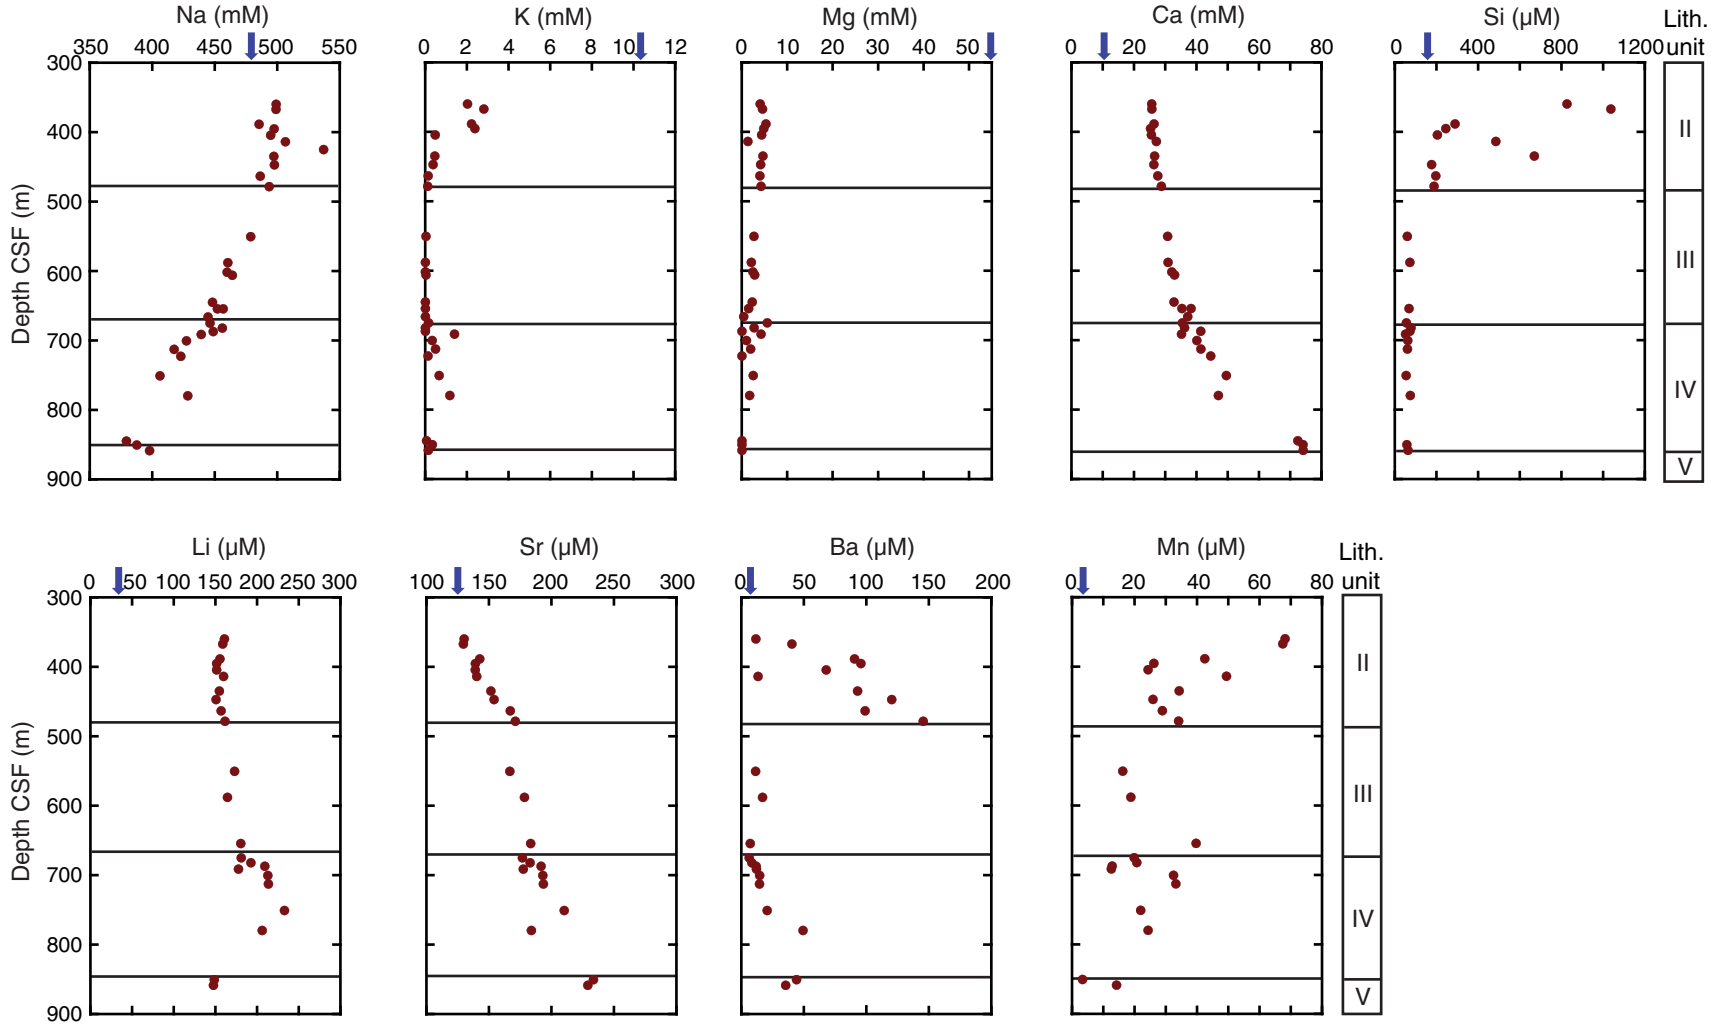 Na (mM) K (mM) Mg (mM) Ca (mM) Si (µM) Lith.
350 400 450 500 550 0 2 4 6 8 10 12 0 10 20 30 40 50 0 20 40 60 80 0 400 800 1200 unit
300
400
500
600
700
800
900
Depth CSF (m)
II
III
IV
V
Li (µM) Sr (µM) Ba (µM) Mn (µM) Lith.
0 50 100 150 200 250 300 100 150 200 300 0 50 100 150 200 0 20 40 60 80 unit
300
400
500
600
700
800
900
Depth CSF (m)
II
III
IV
V